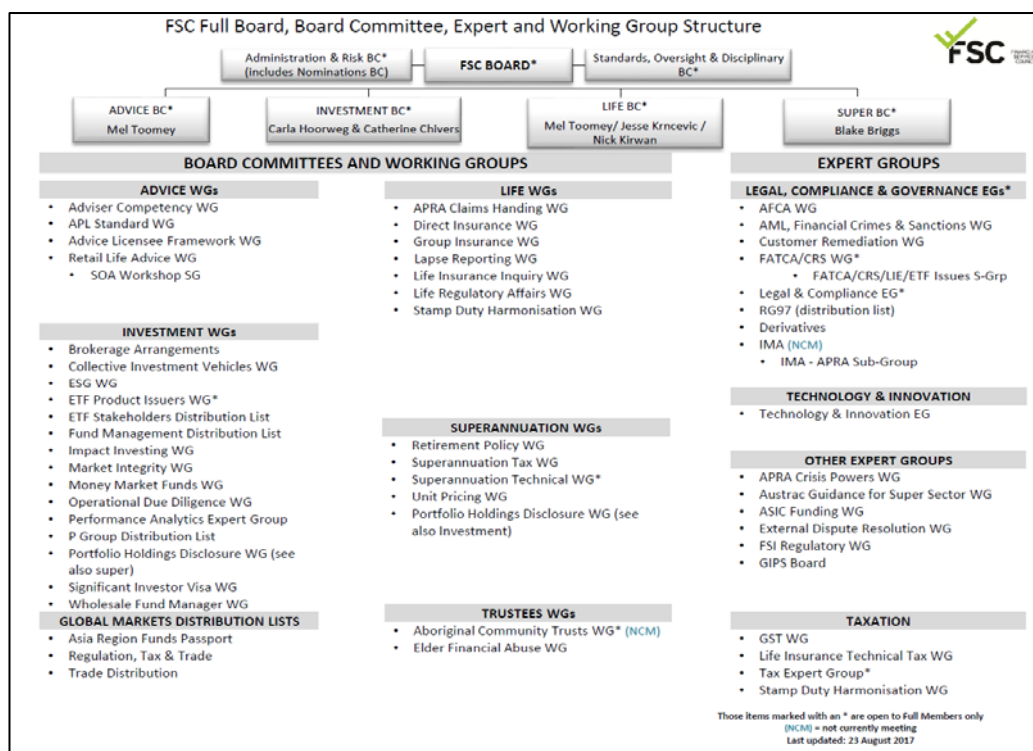 FSC Full Board, Board Committee, Expert and Working Group Structure
FSC
FINANCIAL
SERVICES
COUNCIL
Administration & Risk BC*
(includes Nominations BC)
FSC BOARD*
Standards, Oversight & Disciplinary
BC*
ADVICE BC*
Mel Toomey
INVESTMENT BC*
Carla Hoorweg & Catherine Chivers
LIFE BC*
Mel Toomey/ Jesse Krncevic /
Nick Kirwan
SUPER BC*
Blake Briggs
BOARD COMMITTEES AND WORKING GROUPS
ADVICE WGs
• Adviser Competency WG
• APL Standard WG
• Advice Licensee Framework WG
• Retail Life Advice WG
• SOA Workshop SG
INVESTMENT WGs
• Brokerage Arrangements
• Collective Investment Vehicles WG
• ESG WG
• ETF Product Issuers WG*
• ETF Stakeholders Distribution List
• Fund Management Distribution List
• Impact Investing WG
• Market Integrity WG
• Money Market Funds WG
• Operational Due Diligence WG
• Performance Analytics Expert Group
• P Group Distribution List
• Portfolio Holdings Disclosure WG (see
also super)
• Significant Investor Visa WG
• Wholesale Fund Manager WG
GLOBAL MARKETS DISTRIBUTION LISTS
• Asia Region Funds Passport
• Regulation, Tax & Trade
• Trade Distribution
LIFE WGs
• APRA Claims Handing WG
• Direct Insurance WG
• Group Insurance WG
• Lapse Reporting WG
• Life Insurance Inquiry WG
• Life Regulatory Affairs WG
• Stamp Duty Harmonisation WG
SUPERANNUATION WGs
• Retirement Policy WG
• Superannuation Tax WG
• Superannuation Technical WG*
• Unit Pricing WG
• Portfolio Holdings Disclosure WG (see
also Investment)
TRUSTEES WGs
• Aboriginal Community Trusts WG* (NCM)
• Elder Financial Abuse WG
EXPERT GROUPS
LEGAL, COMPLIANCE & GOVERNANCE EGs*
• AFCA WG
• AML, Financial Crimes & Sanctions WG
• Customer Remediation WG
• FATCA/CRS WG*
• FATCA/CRS/LIE/ETF Issues S-Grp
• Legal & Compliance EG*
• RG97 (distribution list)
• Derivatives
• IMA (NCM)
• IMA - APRA Sub-Group
TECHNOLOGY & INNOVATION
• Technology & Innovation EG
OTHER EXPERT GROUPS
• APRA Crisis Powers WG
• Austrac Guidance for Super Sector WG
• ASIC Funding WG
• External Dispute Resolution WG
• FSI Regulatory WG
• GIPS Board
TAXATION
• GST WG
• Life Insurance Technical Tax WG
• Tax Expert Group*
• Stamp Duty Harmonisation WG
Those items marked with an * are open to Full Members only
(NCM) = not currently meeting
Last updated: 23 August 2017